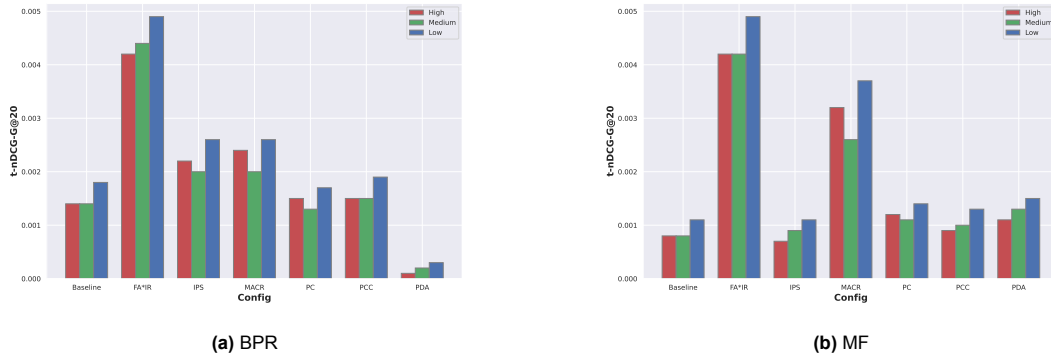 0.005
0.004
0.003
0.002
0.001
0.000
t-nDCG-G@20
High
Medium
Low
Baseline FA*IR IPS MACR PC PCC PDA
Config
(a) BPR
0.005
0.004
0.003
0.002
0.001
0.000
t-nDCG-G@20
High
Medium
Low
Baseline FA*IR IPS MACR PC PCC PDA
Config
(b) MF